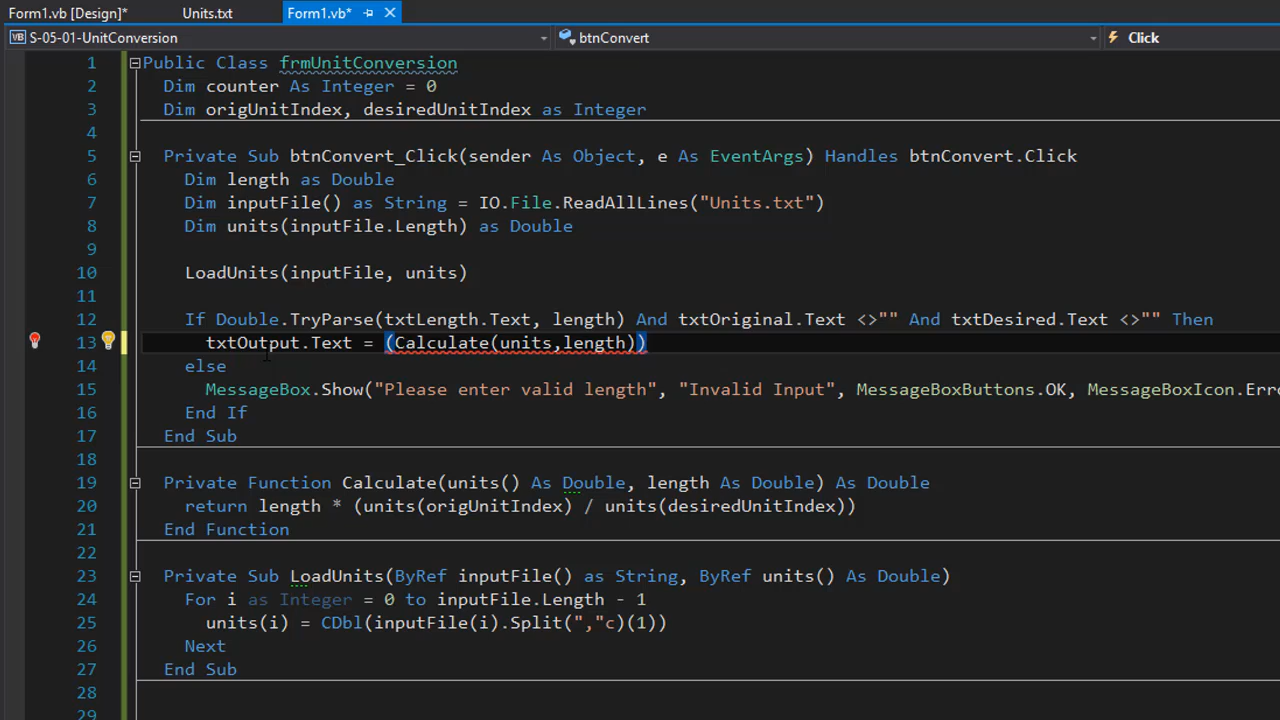 Form1.vb [Design]* Units.txt Form1.vb*
VB S-05-01-UnitConversion btnConvert Click
1 Public Class frmUnitConversion
2 Dim counter As Integer = 0
3 Dim origUnitIndex, desiredUnitIndex as Integer
4
5 Private Sub btnConvert_Click(sender As Object, e As EventArgs) Handles btnConvert.Click
6 Dim length as Double
7 Dim inputFile() as String = IO.File.ReadAllLines("Units.txt")
8 Dim units(inputFile.Length) as Double
9
10 LoadUnits(inputFile, units)
11
12 If Double.TryParse(txtLength.Text, length) And txtOriginal.Text <>"" And txtDesired.Text <>"" Then
13 txtOutput.Text = (Calculate(units,length))
14 else
15 MessageBox.Show("Please enter valid length", "Invalid Input", MessageBoxButtons.OK, MessageBoxIcon.Erro
16 End If
17 End Sub
18
19 Private Function Calculate(units() As Double, length As Double) As Double
20 return length * (units(origUnitIndex) / units(desiredUnitIndex))
21 End Function
22
23 Private Sub LoadUnits(ByRef inputFile() as String, ByRef units() As Double)
24 For i as Integer = 0 to inputFile.Length - 1
25 units(i) = CDbl(inputFile(i).Split(","c)(1))
26 Next
27 End Sub
28
29